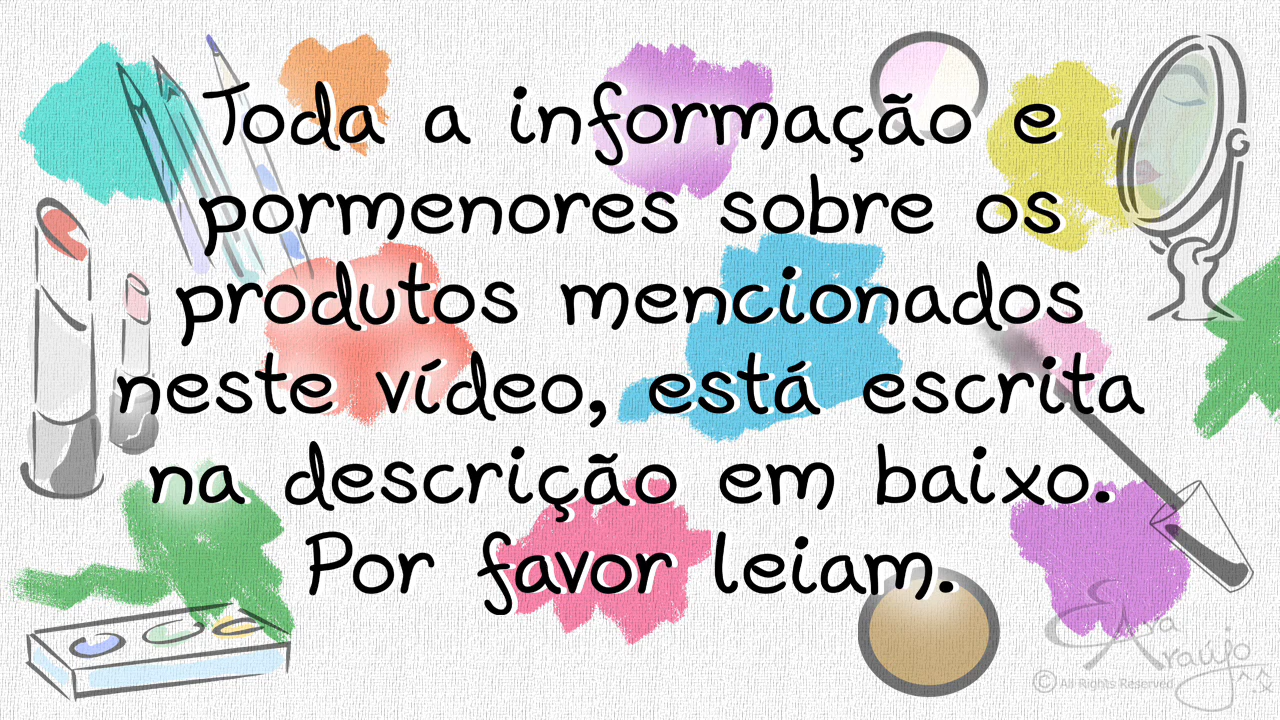 Toda a informação e
pormenores sobre os
produtos mencionados
neste vídeo, está escrita
na descrição em baixo.
Por favor leiam.
Araújo
© All Rights Reserved